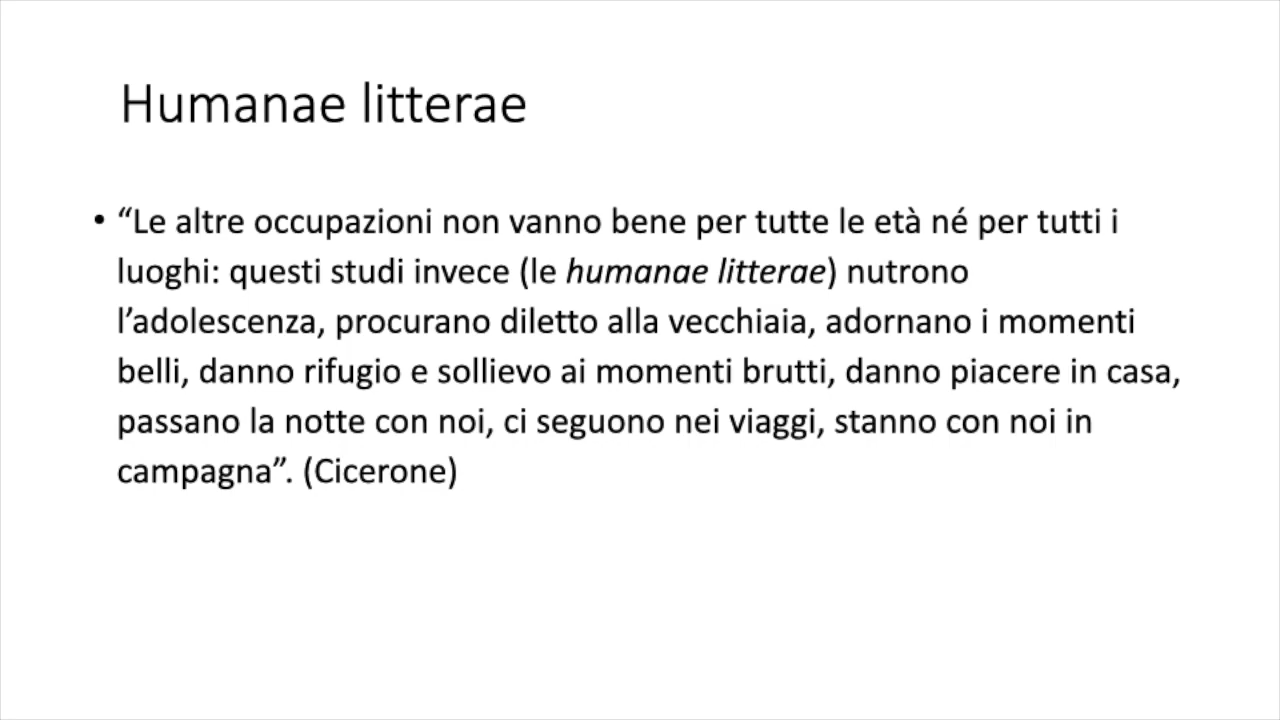 Humanae litterae
• “Le altre occupazioni non vanno bene per tutte le età né per tutti i
luoghi: questi studi invece (le humanae litterae) nutrono
l’adolescenza, procurano diletto alla vecchiaia, adornano i momenti
belli, danno rifugio e sollievo ai momenti brutti, danno piacere in casa,
passano la notte con noi, ci seguono nei viaggi, stanno con noi in
campagna”. (Cicerone)